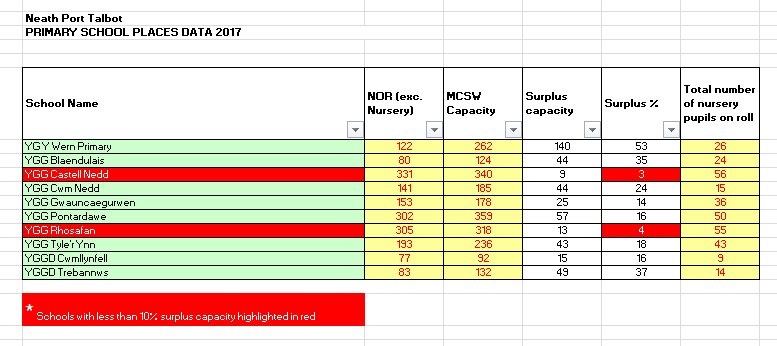 Neath Port Talbot
PRIMARY SCHOOL PLACES DATA 2017
School Name NOR (exc. Nursery) MCSW Capacity Surplus capacity Surplus % Total number of nursery pupils on roll
YGY Wern Primary 122 262 140 53 26
YGG Blaendulais 80 124 44 35 24
YGG Castell Nedd 331 340 9 3 56
YGG Cwm Nedd 141 185 44 24 15
YGG Gwauncaegurwen 153 178 25 14 36
YGG Pontardawe 302 359 57 16 50
YGG Rhosafan 305 318 13 4 55
YGG Tyle'r Ynn 193 236 43 18 43
YGGD Cwmllynfell 77 92 15 16 9
YGGD Trebannws 83 132 49 37 14
* Schools with less than 10% surplus capacity highlighted in red